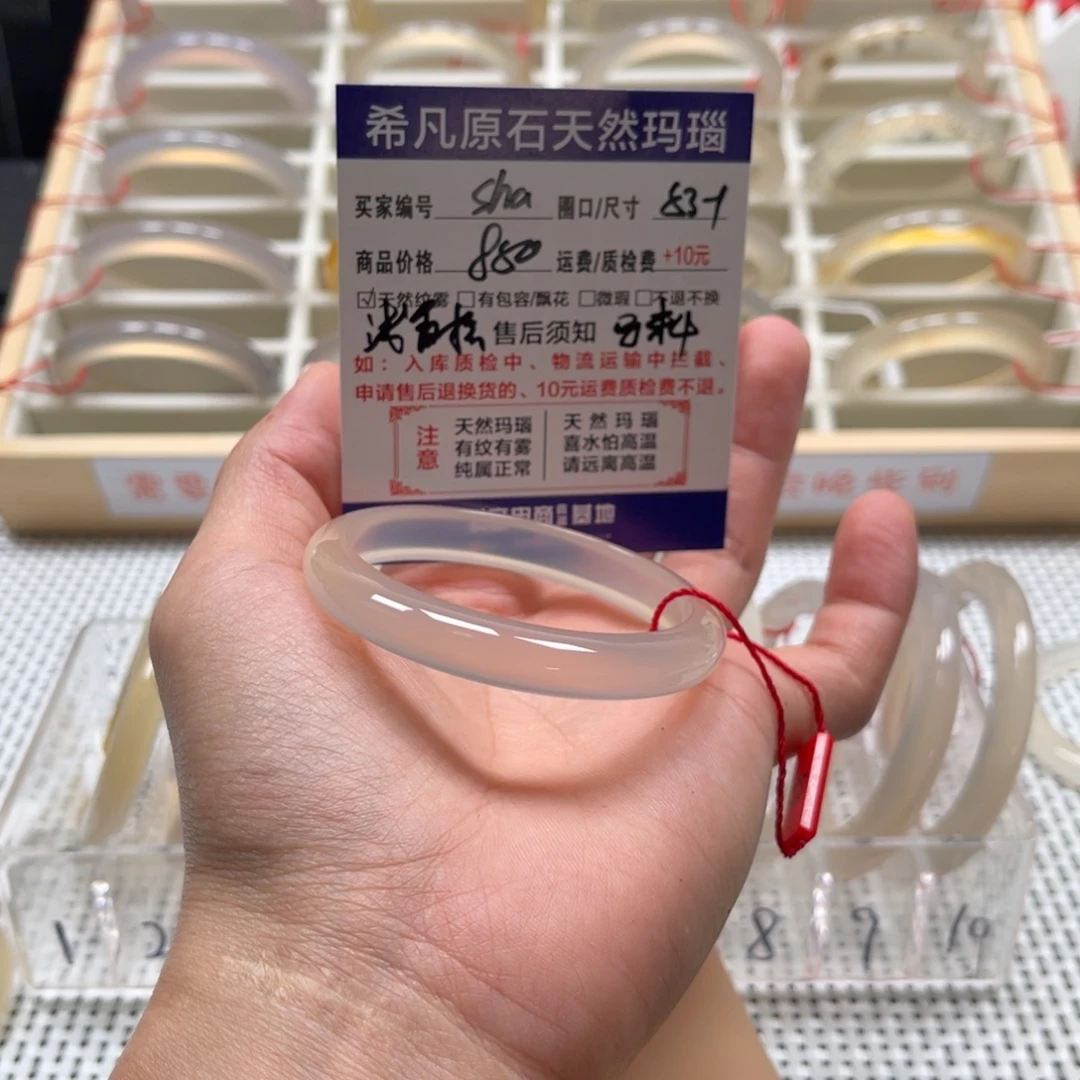 希凡原石天然玛瑙
买家编号 sha 圈口/尺寸
商品价格 880 运费/质检费 +10元
☑天然纹雾 □有包容/飘花 □微瑕 □不退不换
售后须知
如：入库质检中、物流运输中拦截、
申请售后退换货的、10元运费质检费不退。
注意
天然玛瑙
有纹有雾
纯属正常
天然玛瑙
喜水怕高温
请远离高温
电商 基地
1 2 8 9 10